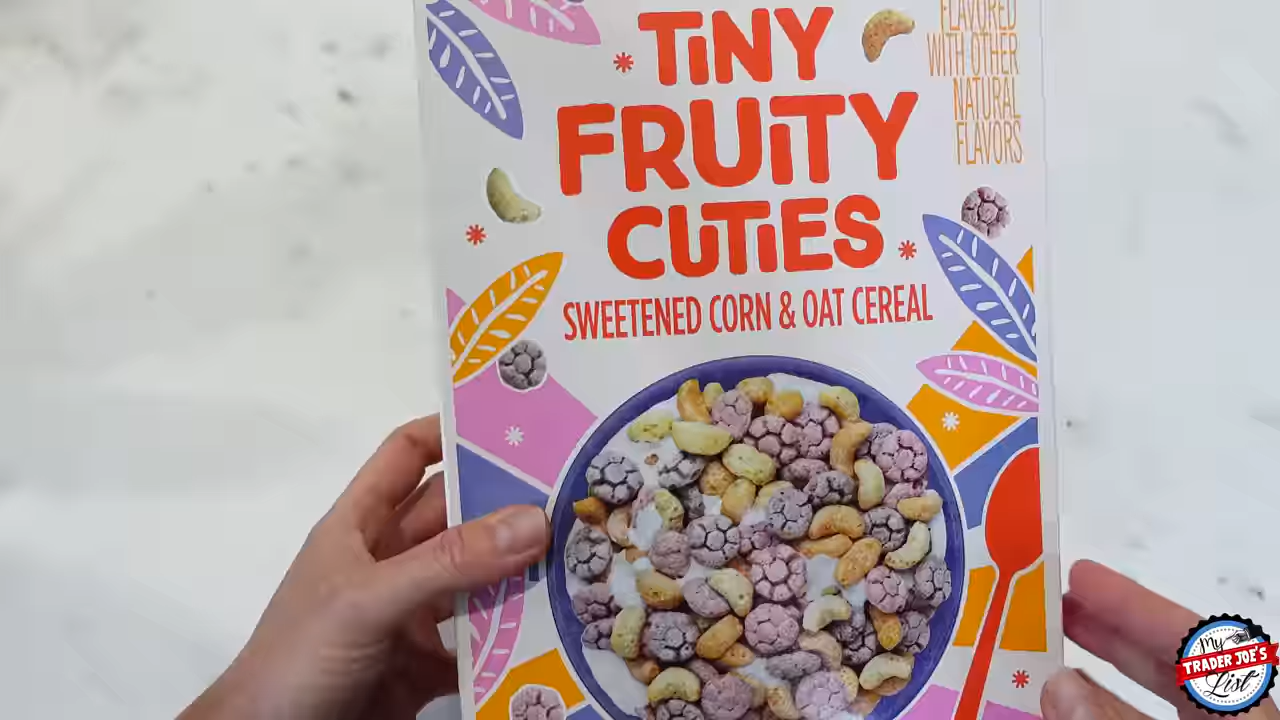 TINY
FRUITY
CUTIES
SWEETENED CORN & OAT CEREAL
FLAVORED
WITH OTHER
NATURAL
FLAVORS
My
TRADER JOE'S
List